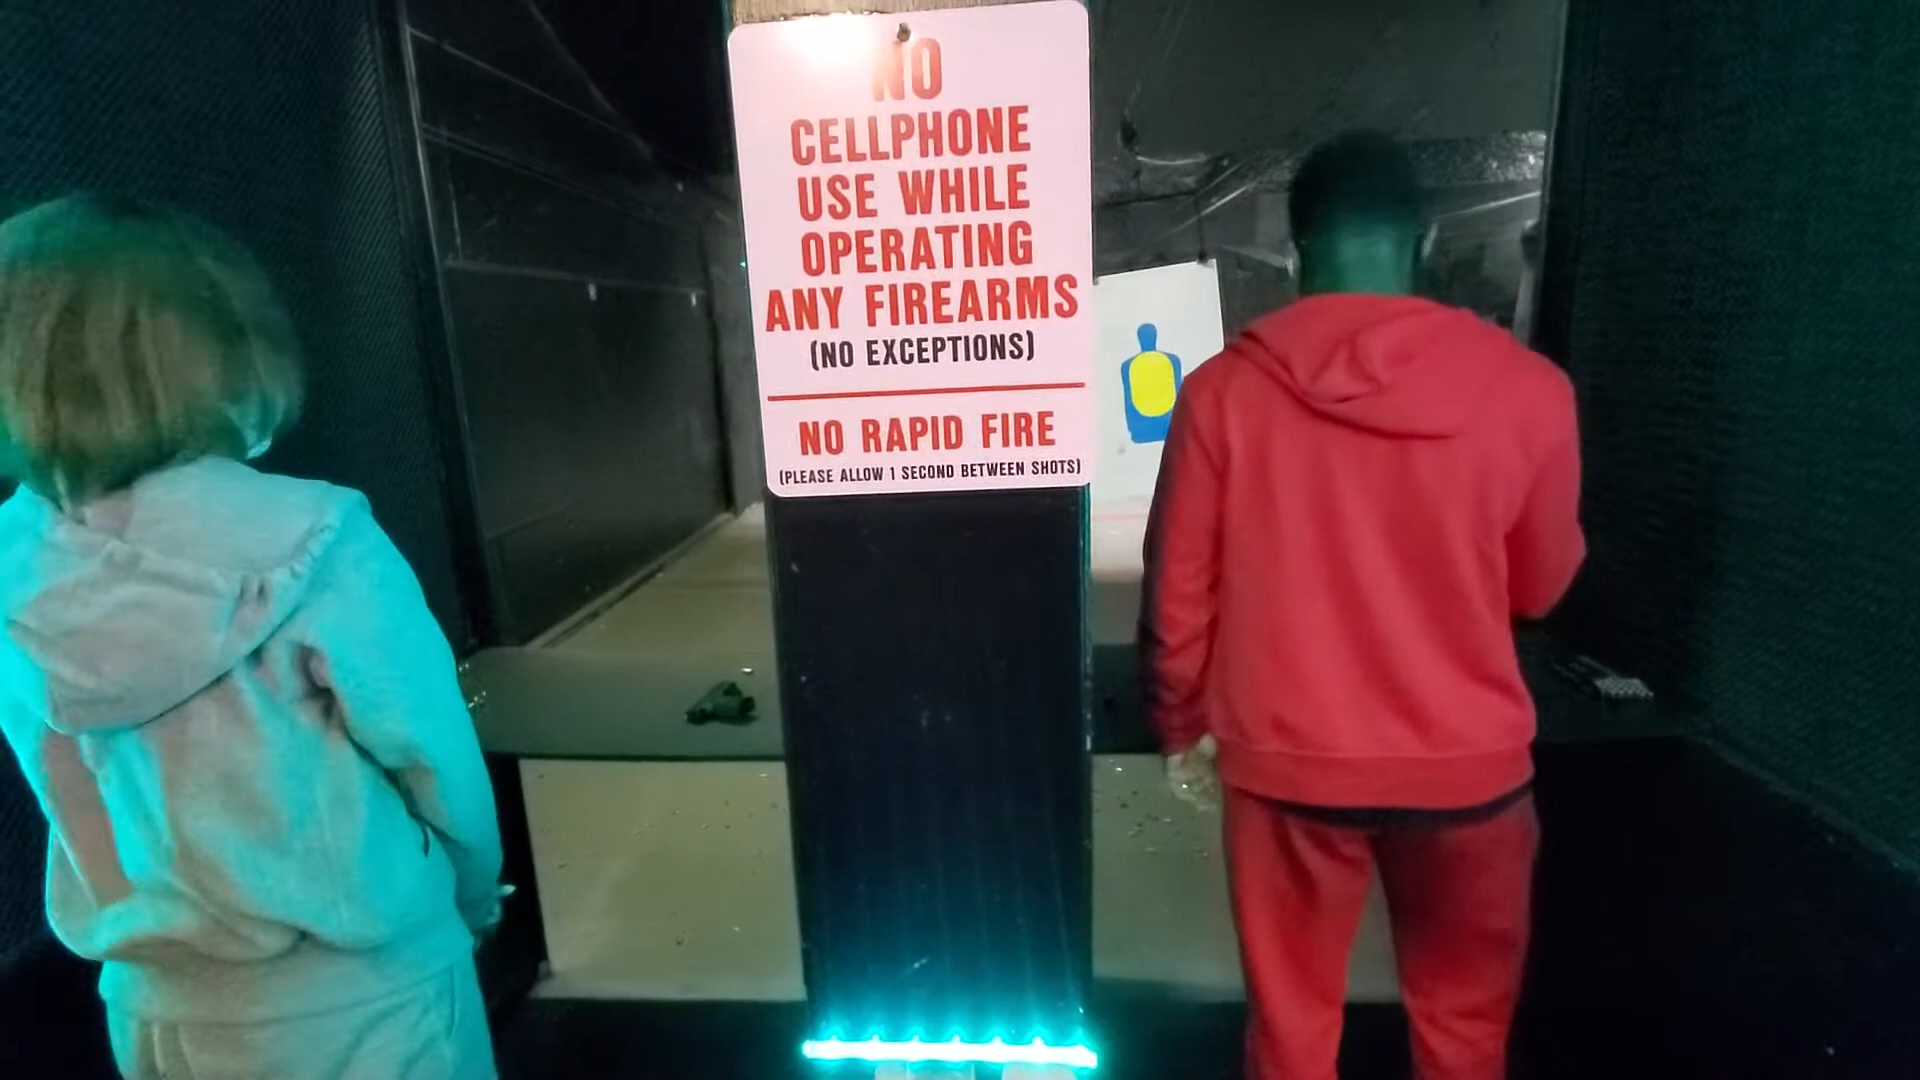 NO
CELLPHONE
USE WHILE
OPERATING
ANY FIREARMS
(NO EXCEPTIONS)
NO RAPID FIRE
(PLEASE ALLOW 1 SECOND BETWEEN SHOTS)